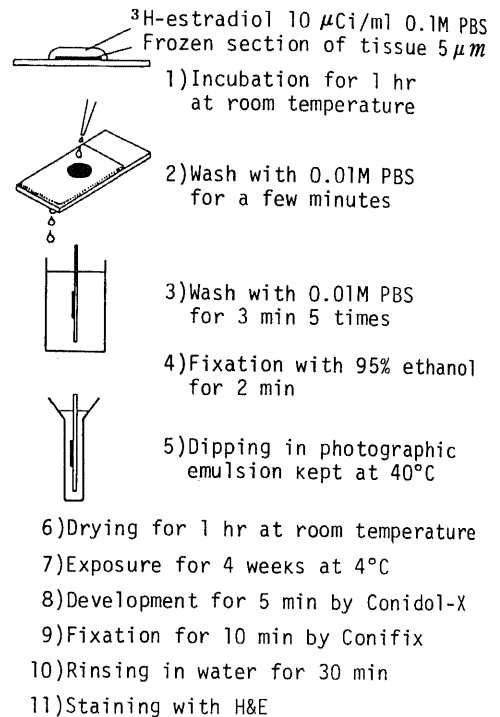 ³H-estradiol 10 μCi/ml 0.1M PBS
Frozen section of tissue 5μm
1)Incubation for 1 hr
at room temperature
2)Wash with 0.01M PBS
for a few minutes
3)Wash with 0.01M PBS
for 3 min 5 times
4)Fixation with 95% ethanol
for 2 min
5)Dipping in photographic
emulsion kept at 40°C
6)Drying for 1 hr at room temperature
7)Exposure for 4 weeks at 4°C
8)Development for 5 min by Conidol-X
9)Fixation for 10 min by Conifix
10)Rinsing in water for 30 min
11)Staining with H&E